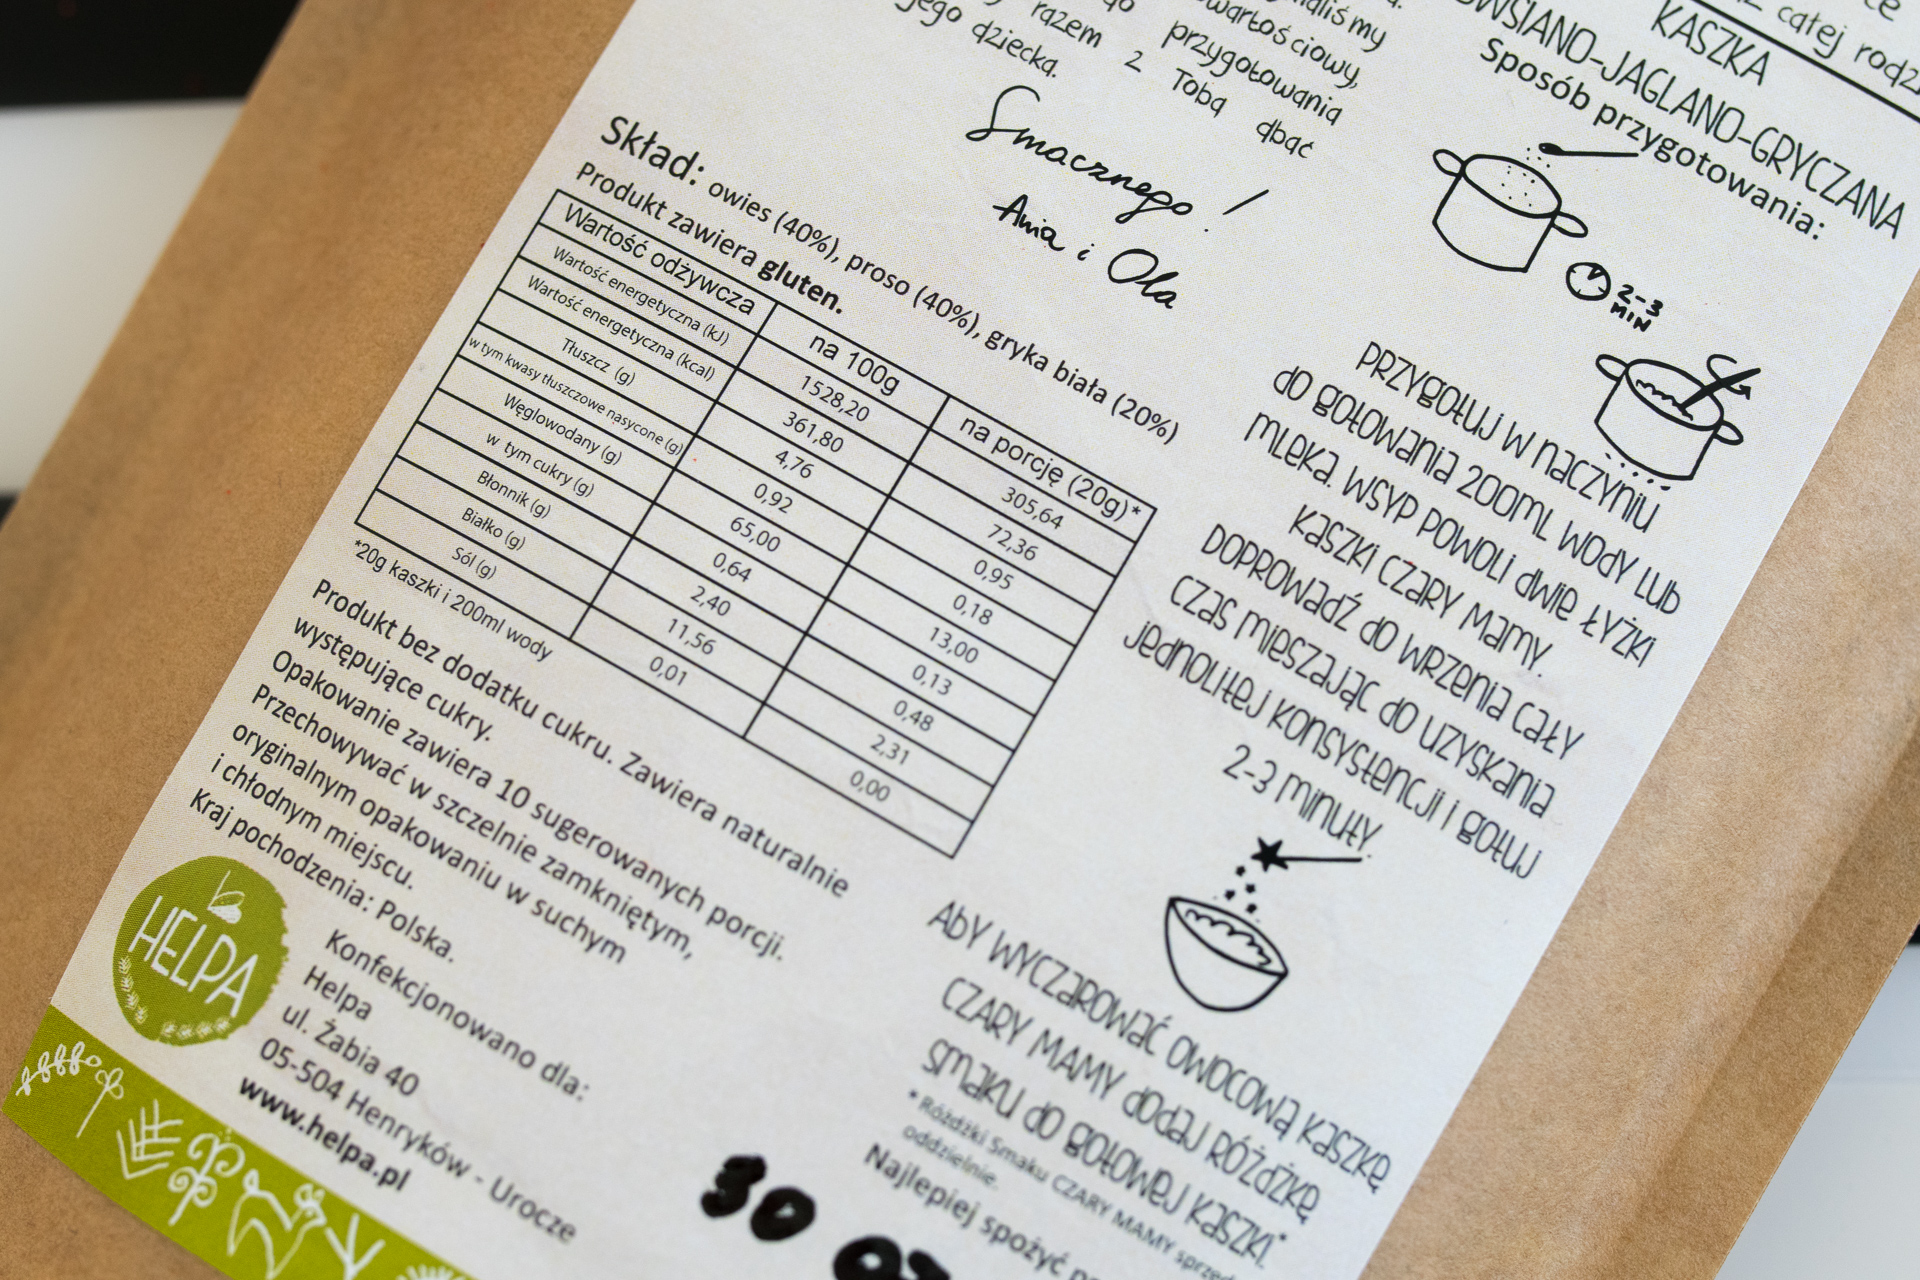 razem z Tobą dbać
jego dziecka.
wartościowy,
przygotowania
Smacznego!
Ania i Ola
Skład: owies (40%), proso (40%), gryka biała (20%)
Produkt zawiera gluten.
Wartość odżywcza na 100g na porcję (20g)*
Wartość energetyczna (kJ) 1528,20 305,64
Wartość energetyczna (kcal) 361,80 72,36
Tłuszcz (g) 4,76 0,95
w tym kwasy tłuszczowe nasycone (g) 0,92 0,18
Węglowodany (g) 65,00 13,00
w tym cukry (g) 0,64 0,13
Błonnik (g) 2,40 0,48
Białko (g) 11,56 2,31
Sól (g) 0,01 0,00
*20g kaszki i 200ml wody
Produkt bez dodatku cukru. Zawiera naturalnie
występujące cukry.
Opakowanie zawiera 10 sugerowanych porcji.
Przechowywać w szczelnie zamkniętym,
oryginalnym opakowaniu w suchym
i chłodnym miejscu.
Kraj pochodzenia: Polska.
HELPA
Konfekcjonowano dla:
Helpa
ul. Żabia 40
05-504 Henryków - Urocze
www.helpa.pl
całej
KASZKA
OWSIANO-JAGLANO-GRYCZANA
Sposób przygotowania:
2-3
MIN
Przygotuj w naczyniu
do gotowania 200ml wody lub
mleka. Wsyp powoli dwie łyżki
kaszki Czary Mamy.
Doprowadź do wrzenia cały
czas mieszając do uzyskania
jednolitej konsystencji i gotuj
2-3 minuty.
Aby wyczarować owocową kaszkę
CZARY MAMY dodaj różdżkę
smaku do gotowej kaszki.*
* Różdżki Smaku CZARY MAMY
oddzielnie.
Najlepiej spożyć
30